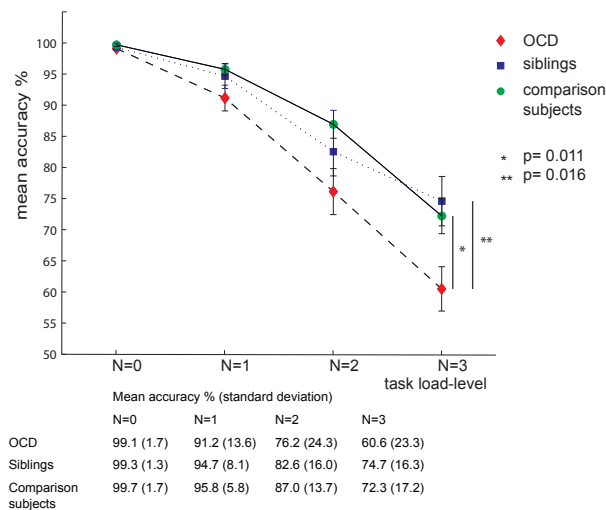 mean accuracy %
100
95
90
85
80
75
70
65
60
55
50
OCD
siblings
comparison
subjects
* p= 0.011
** p= 0.016
*
**
N=0 N=1 N=2 N=3
task load-level
Mean accuracy % (standard deviation)
N=0 N=1 N=2 N=3
OCD 99.1 (1.7) 91.2 (13.6) 76.2 (24.3) 60.6 (23.3)
Siblings 99.3 (1.3) 94.7 (8.1) 82.6 (16.0) 74.7 (16.3)
Comparison 99.7 (1.7) 95.8 (5.8) 87.0 (13.7) 72.3 (17.2)
subjects